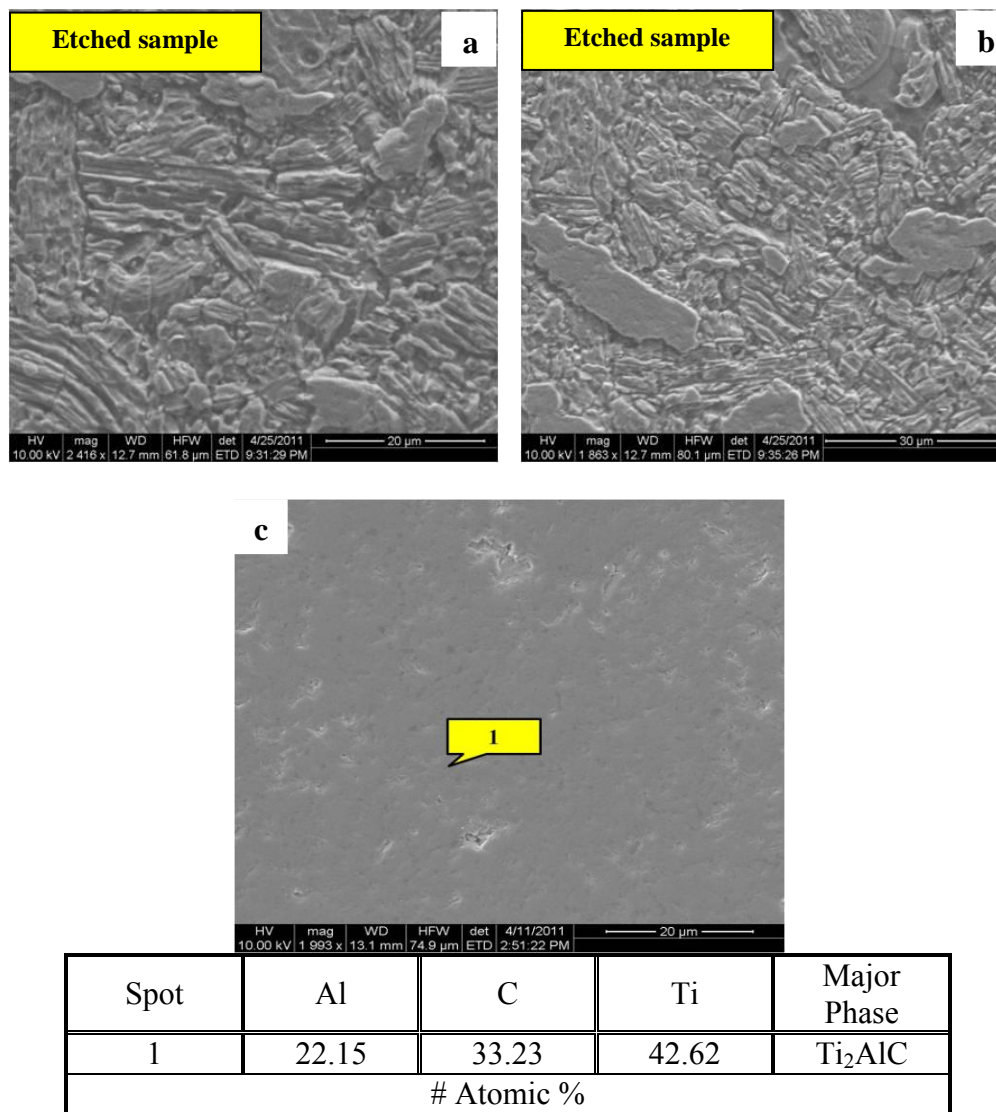 Etched sample
a
HV mag WD HFW det 4/25/2011 20 µm
10.00 kV 2 416 x 12.7 mm 61.8 µm ETD 9:31:29 PM
Etched sample
b
HV mag WD HFW det 4/25/2011 30 µm
10.00 kV 1 863 x 12.7 mm 80.1 µm ETD 9:35:26 PM
c
1
HV mag WD HFW det 4/11/2011 20 µm
10.00 kV 1 993 x 13.1 mm 74.9 µm ETD 2:51:22 PM
Spot Al C Ti Major
Phase
1 22.15 33.23 42.62 Ti₂AlC
# Atomic %